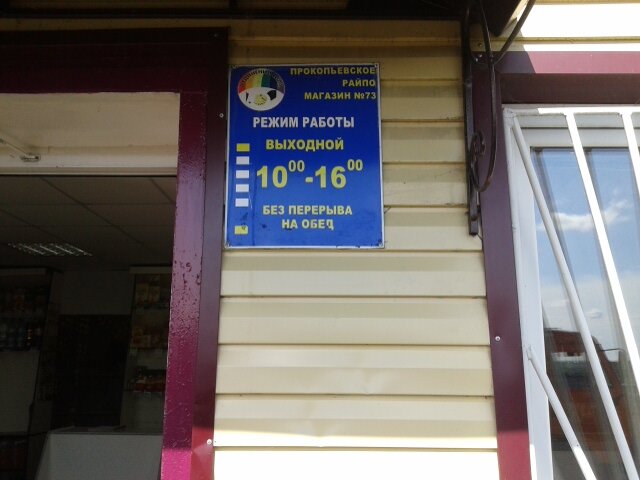 ПРОКОПЬЕВСКОЕ
РАЙПО
МАГАЗИН №73
РЕЖИМ РАБОТЫ
ВЫХОДНОЙ
10⁰⁰-16⁰⁰
БЕЗ ПЕРЕРЫВА
НА ОБЕД